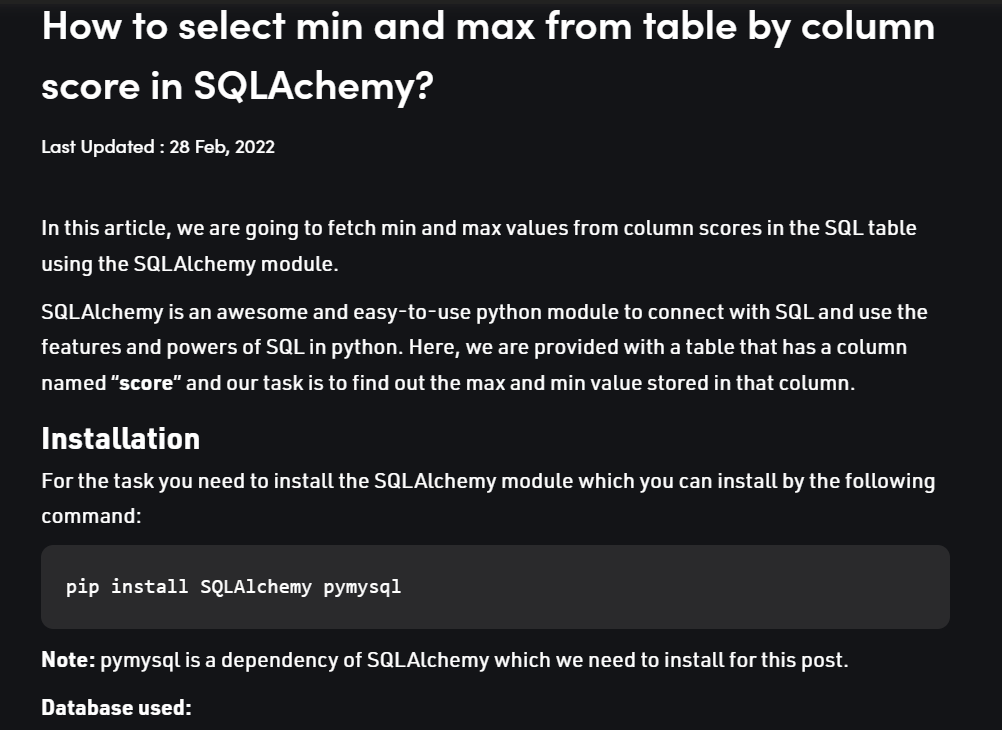 How to select min and max from table by column
score in SQLAchemy?
Last Updated : 28 Feb, 2022
In this article, we are going to fetch min and max values from column scores in the SQL table
using the SQLAlchemy module.
SQLAlchemy is an awesome and easy-to-use python module to connect with SQL and use the
features and powers of SQL in python. Here, we are provided with a table that has a column
named “score” and our task is to find out the max and min value stored in that column.
Installation
For the task you need to install the SQLAlchemy module which you can install by the following
command:
pip install SQLAlchemy pymysql
Note: pymysql is a dependency of SQLAlchemy which we need to install for this post.
Database used: